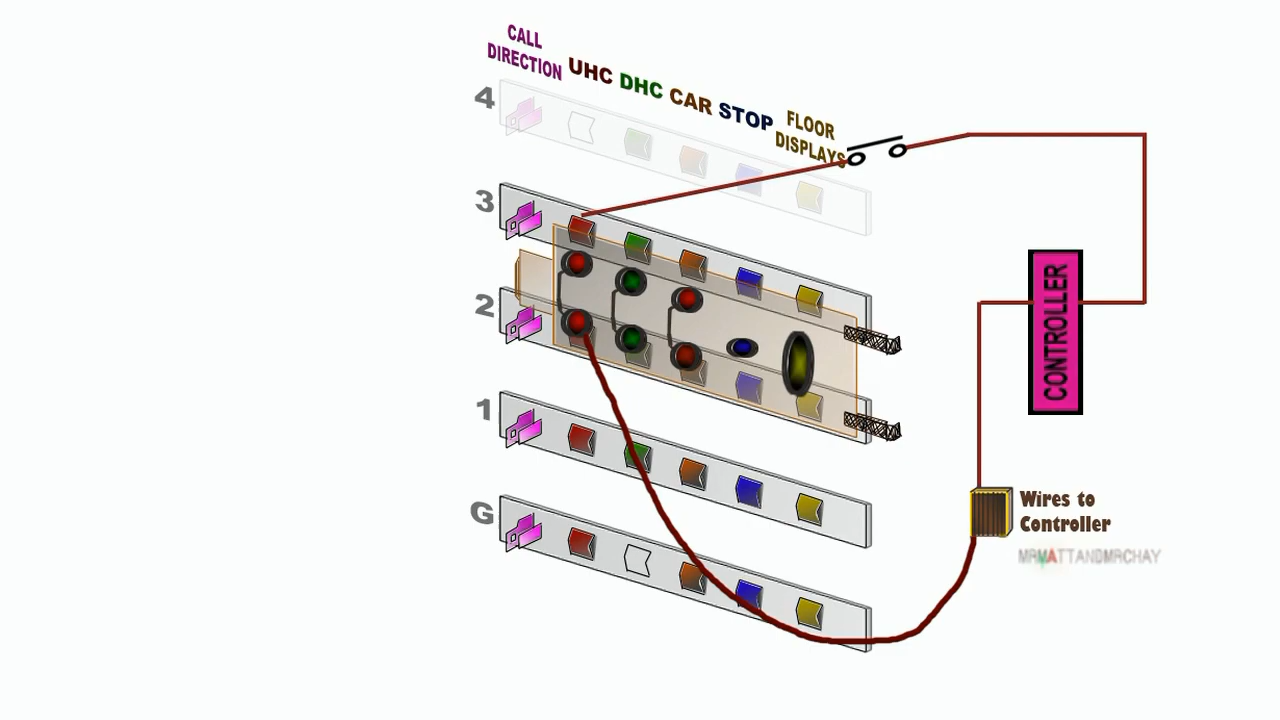 CALL
DIRECTION
UHC
DHC
CAR
STOP
FLOOR
DISPLAYS
4
3
2
1
G
CONTROLLER
Wires to
Controller
MRMATTANDMRCHAY